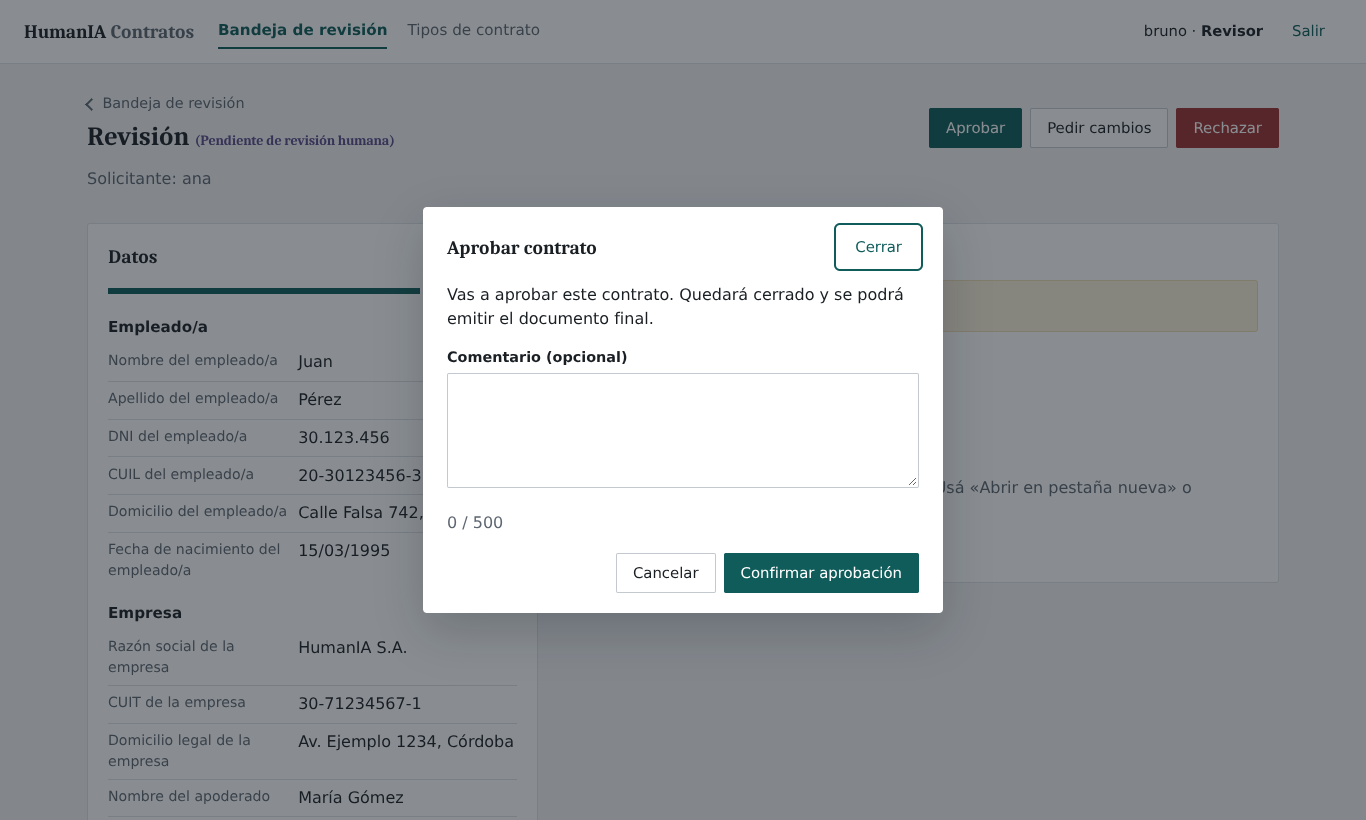 HumanIA Contratos Bandeja de revisión Tipos de contrato bruno · Revisor Salir
Bandeja de revisión
Revisión (Pendiente de revisión humana)
Aprobar Pedir cambios Rechazar
Solicitante: ana
Aprobar contrato
Cerrar
Vas a aprobar este contrato. Quedará cerrado y se podrá
emitir el documento final.
Comentario (opcional)
0 / 500
Cancelar Confirmar aprobación
Datos
Empleado/a
Nombre del empleado/a Juan
Apellido del empleado/a Pérez
DNI del empleado/a 30.123.456
CUIL del empleado/a 20-30123456-3
Domicilio del empleado/a Calle Falsa 742,
Fecha de nacimiento del 15/03/1995
empleado/a
Empresa
Razón social de la HumanIA S.A.
empresa
CUIT de la empresa 30-71234567-1
Domicilio legal de la Av. Ejemplo 1234, Córdoba
empresa
Nombre del apoderado María Gómez
«Abrir en pestaña nueva» o